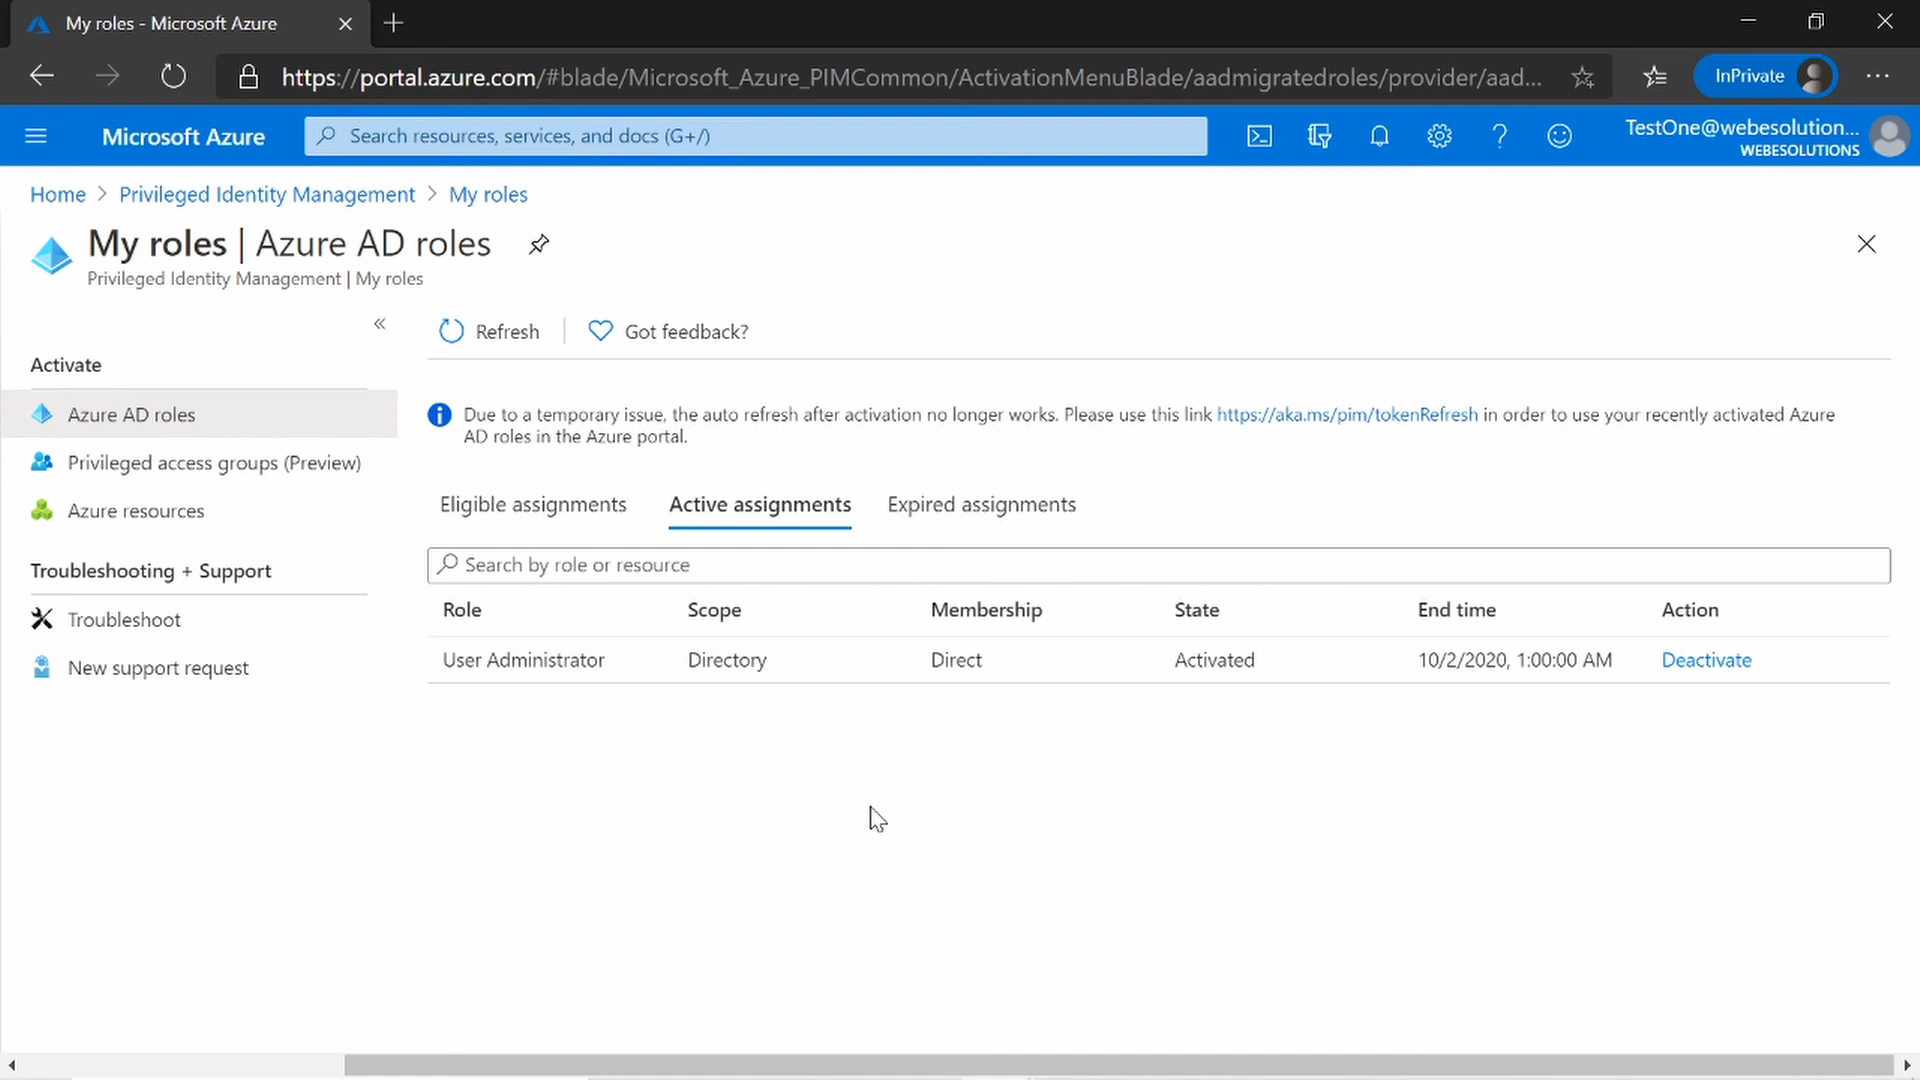 My roles - Microsoft Azure
https://portal.azure.com/#blade/Microsoft_Azure_PIMCommon/ActivationMenuBlade/aadmigratedroles/provider/aad...
InPrivate
Microsoft Azure
Search resources, services, and docs (G+/)
TestOne@webesolution...
WEBESOLUTIONS
Home > Privileged Identity Management > My roles
My roles | Azure AD roles
Privileged Identity Management | My roles
«
Refresh
Got feedback?
Activate
Azure AD roles
Privileged access groups (Preview)
Azure resources
Troubleshooting + Support
Troubleshoot
New support request
Due to a temporary issue, the auto refresh after activation no longer works. Please use this link https://aka.ms/pim/tokenRefresh in order to use your recently activated Azure
AD roles in the Azure portal.
Eligible assignments Active assignments Expired assignments
Search by role or resource
Role Scope Membership State End time Action
User Administrator Directory Direct Activated 10/2/2020, 1:00:00 AM Deactivate